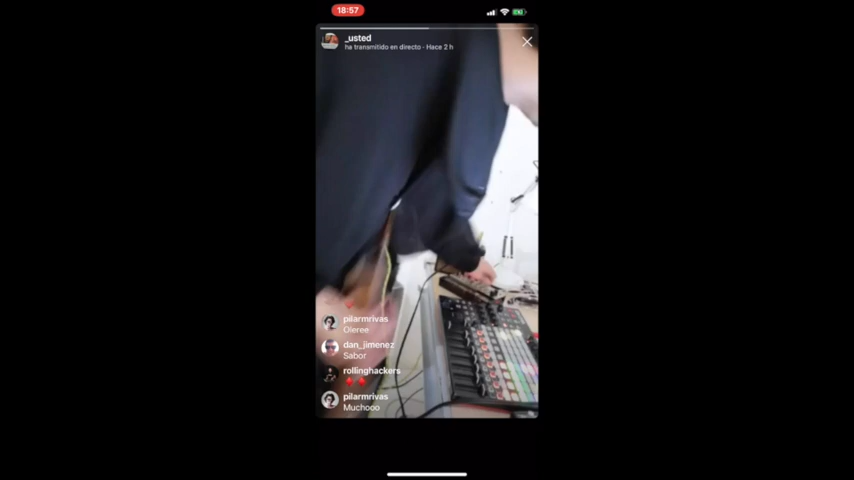 18:57
_usted
ha transmitido en directo · Hace 2 h
pilarmrivas
Oleree
dan_jimenez
Sabor
rollinghackers
pilarmrivas
Muchooo